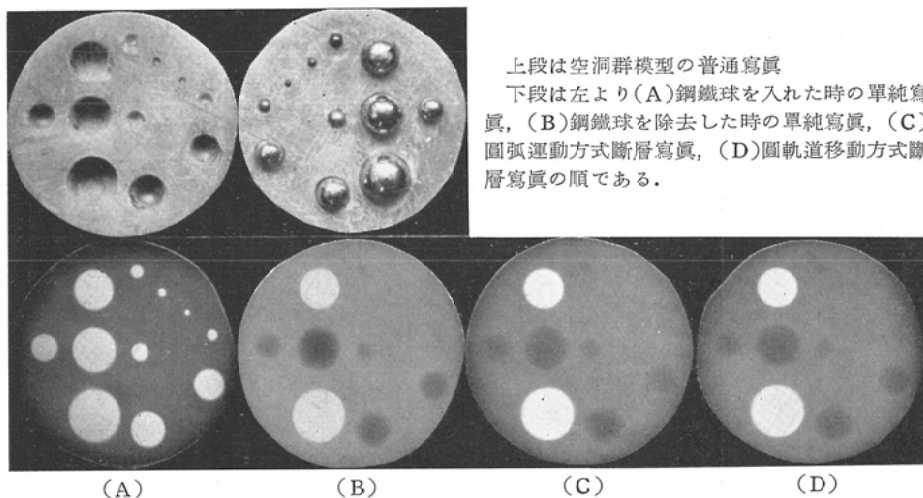 上段は空洞群模型の普通寫眞
下段は左より(A)鋼鐵球を入れた時の單純寫
眞，(B)鋼鐵球を除去した時の單純寫眞，(C)
圓弧運動方式斷層寫眞，(D)圓軌道移動方式斷
層寫眞の順である．
(A) (B) (C) (D)